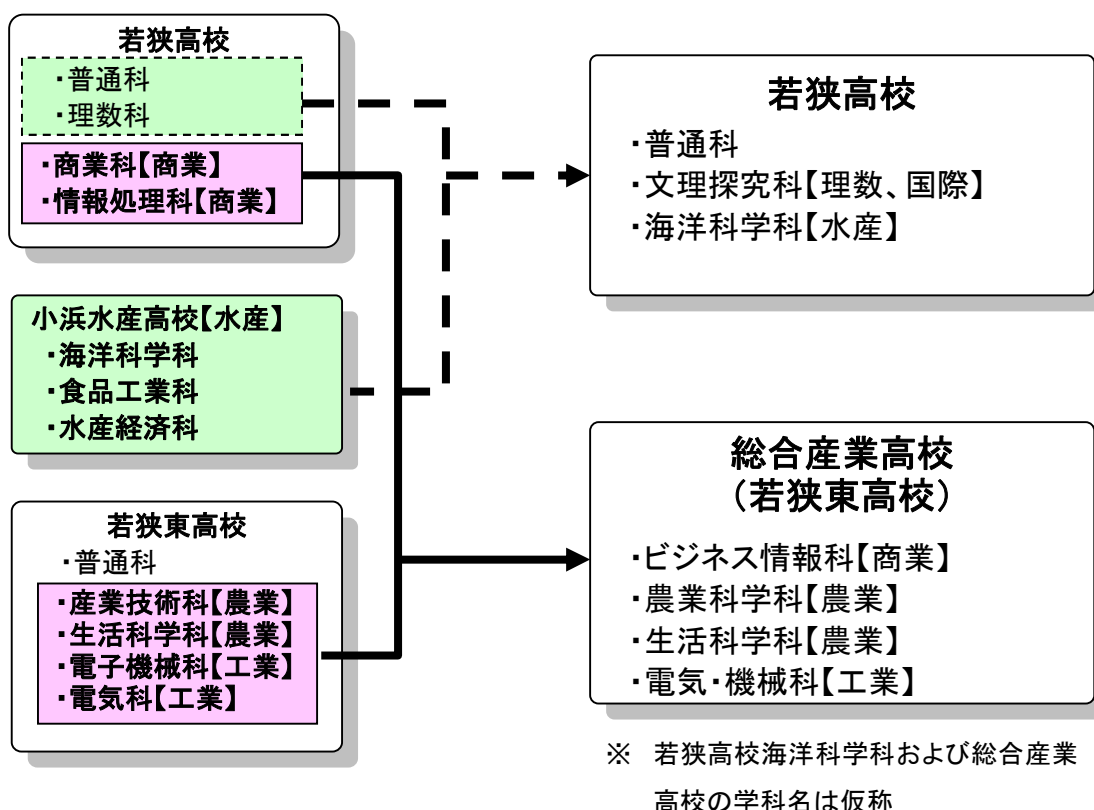 若狭高校
・普通科
・理数科
・商業科【商業】
・情報処理科【商業】
小浜水産高校【水産】
・海洋科学科
・食品工業科
・水産経済科
若狭東高校
・普通科
・産業技術科【農業】
・生活科学科【農業】
・電子機械科【工業】
・電気科【工業】
若狭高校
・普通科
・文理探究科【理数、国際】
・海洋科学科【水産】
総合産業高校
（若狭東高校）
・ビジネス情報科【商業】
・農業科学科【農業】
・生活科学科【農業】
・電気・機械科【工業】
※　若狭高校海洋科学科および総合産業
高校の学科名は仮称